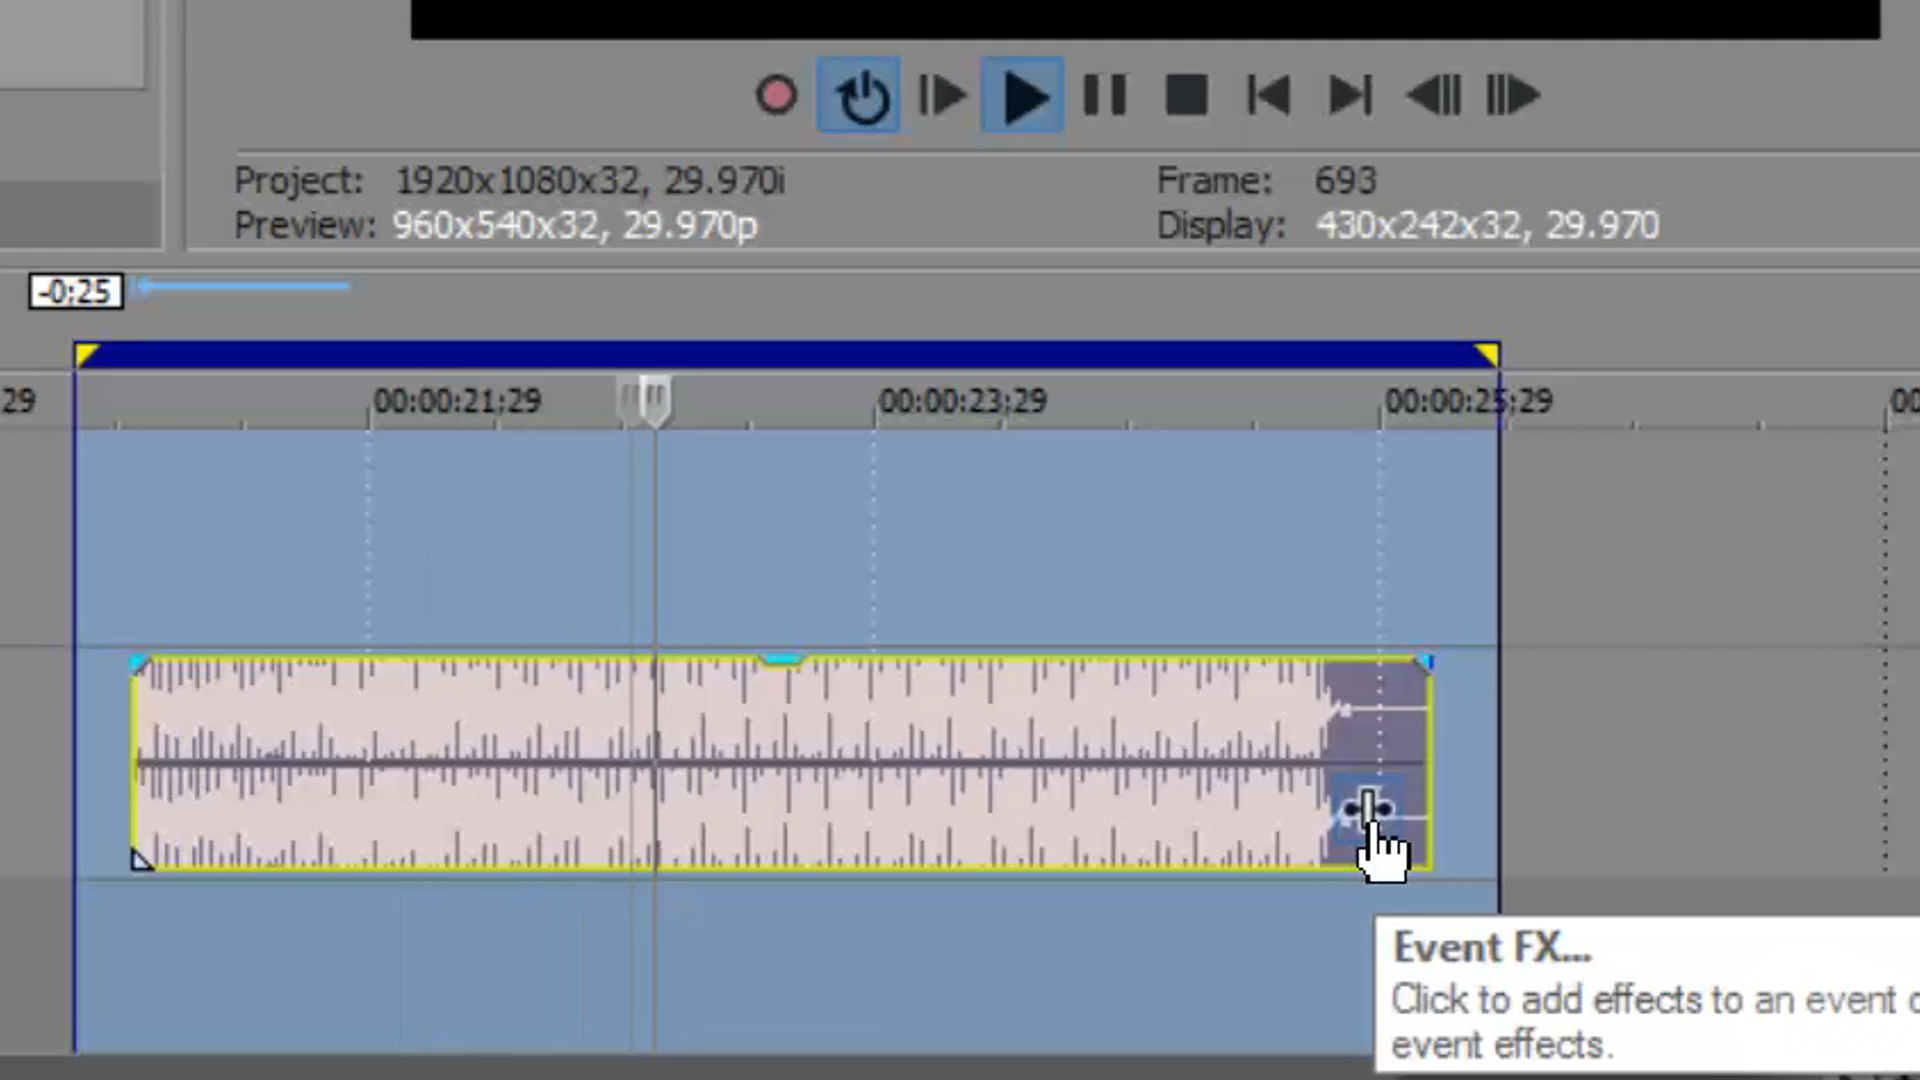 Project: 1920x1080x32, 29.970i
Frame: 693
Preview: 960x540x32, 29.970p
Display: 430x242x32, 29.970
-0;25
29
00:00:21;29
00:00:23;29
00:00:25;29
00
Event FX...
Click to add effects to an event
event effects.